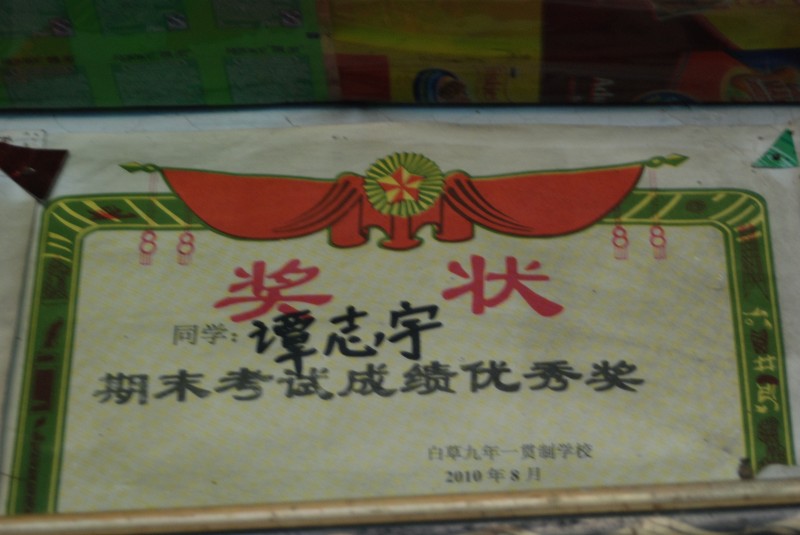 奖状
同学：谭志宇
期末考试成绩优秀奖
白草九年一贯制学校
2010年8月